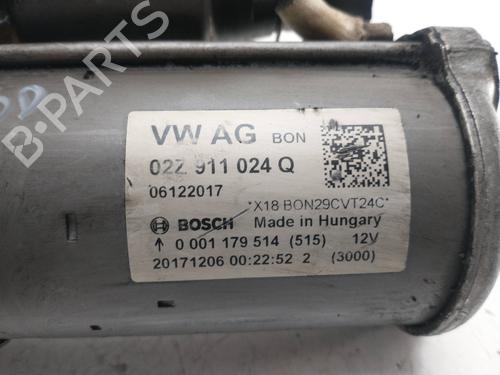 VW AG BON
02Z 911 024 Q
06122017
*X18 BON29CVT24C*
BOSCH Made in Hungary
↑ 0 001 179 514 (515) 12V
20171206 00:22:52 2 (3000)